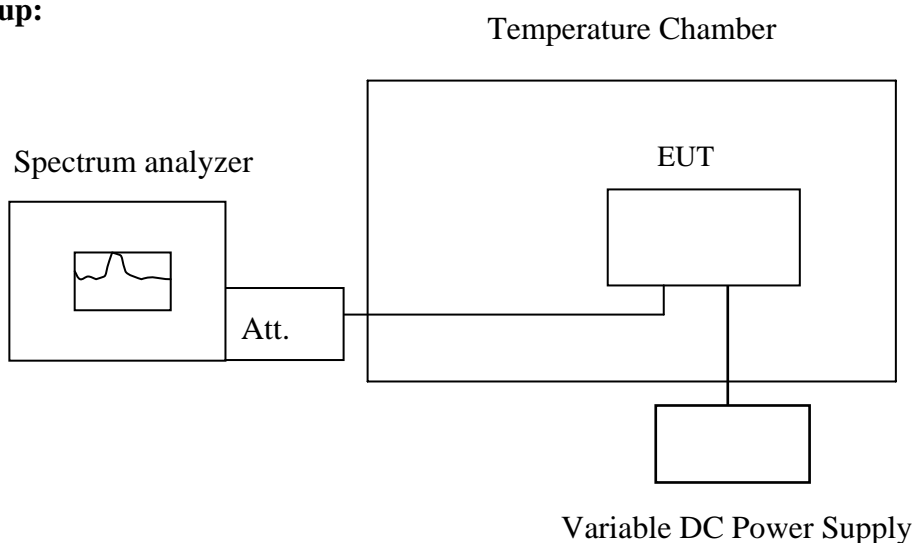 up:
Temperature Chamber
Spectrum analyzer
EUT
Att.
Variable DC Power Supply